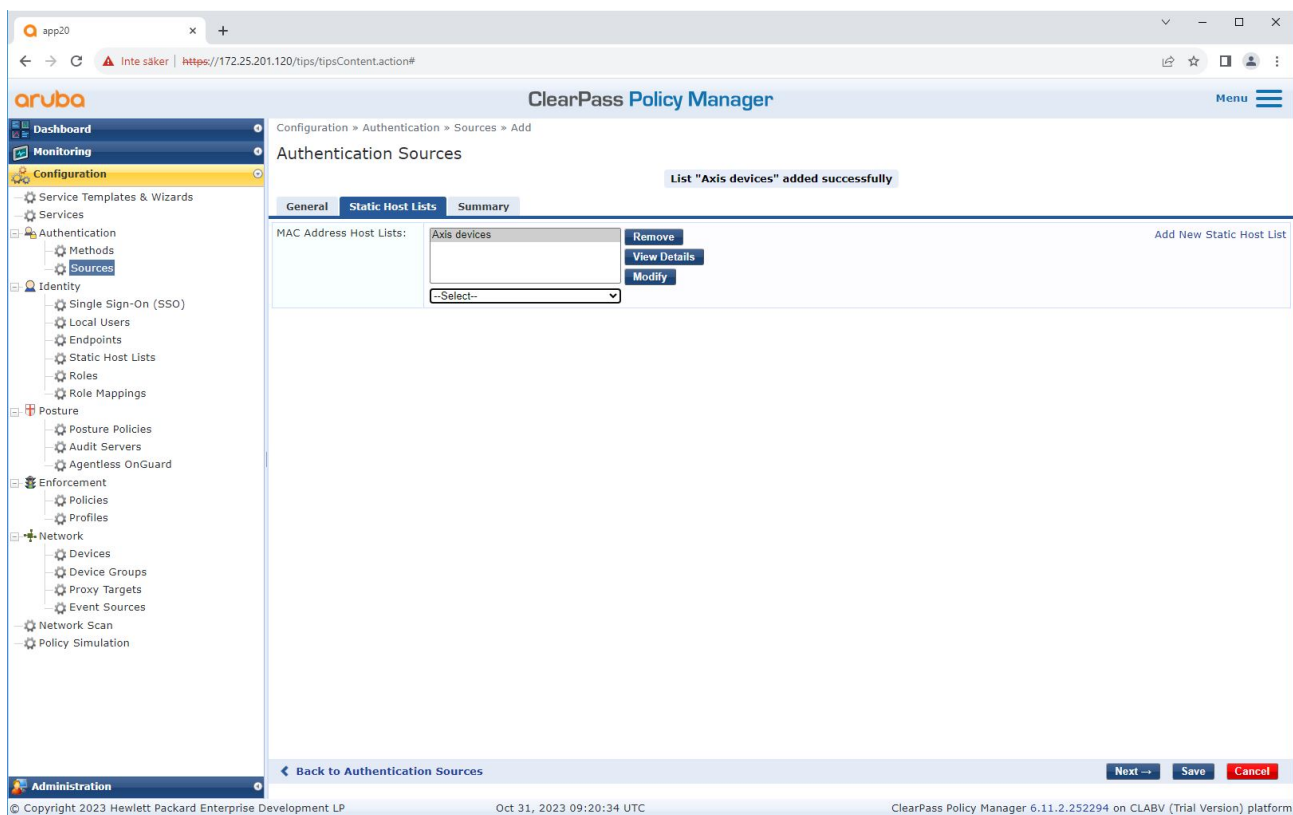 app20
Inte säker | https://172.25.201.120/tips/tipsContent.action#
aruba
ClearPass Policy Manager
Menu
Dashboard
Monitoring
Configuration
Service Templates & Wizards
Services
Authentication
Methods
Sources
Identity
Single Sign-On (SSO)
Local Users
Endpoints
Static Host Lists
Roles
Role Mappings
Posture
Posture Policies
Audit Servers
Agentless OnGuard
Enforcement
Policies
Profiles
Network
Devices
Device Groups
Proxy Targets
Event Sources
Network Scan
Policy Simulation
Administration
Configuration » Authentication » Sources » Add
Authentication Sources
List "Axis devices" added successfully
General Static Host Lists Summary
MAC Address Host Lists:
Axis devices
Remove
View Details
Modify
--Select--
Add New Static Host List
Back to Authentication Sources
Next → Save Cancel
© Copyright 2023 Hewlett Packard Enterprise Development LP Oct 31, 2023 09:20:34 UTC ClearPass Policy Manager 6.11.2.252294 on CLABV (Trial Version) platform